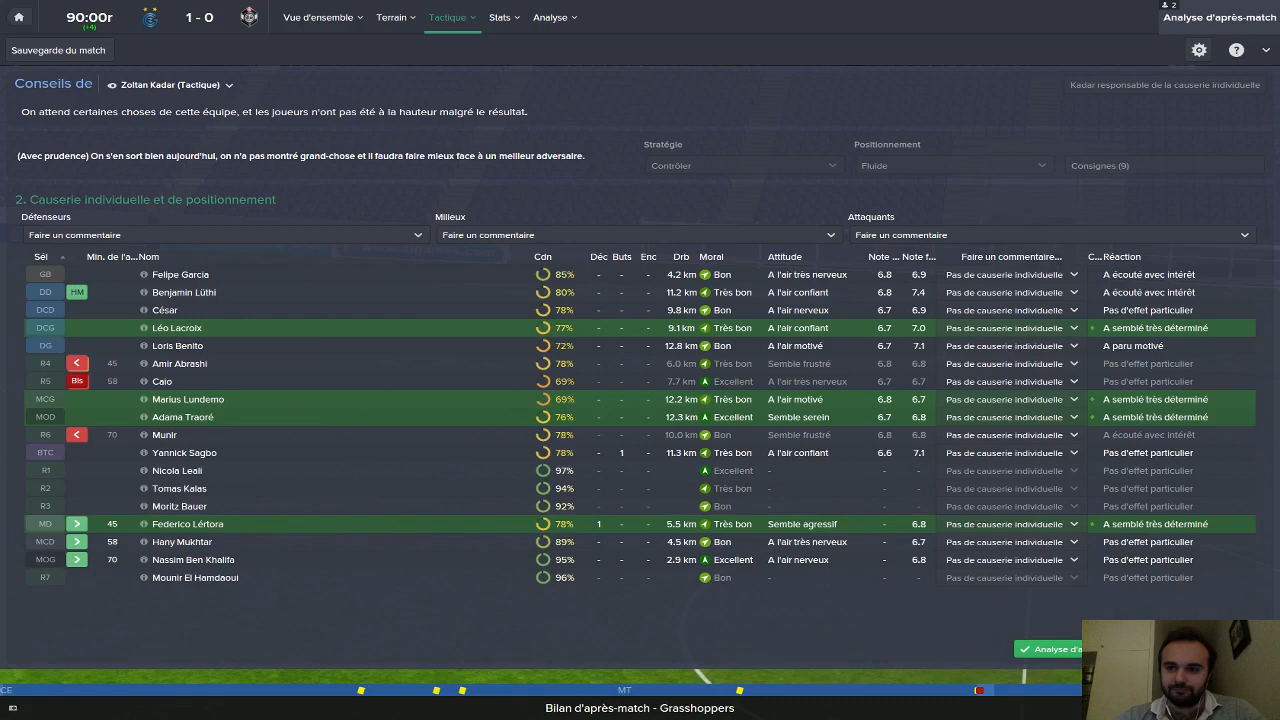 90:00r
(+4)
1 - 0
Vue d'ensemble
Terrain
Tactique
Stats
Analyse
2
Analyse d'après-match
Sauvegarde du match
?
Conseils de
Zoltan Kadar (Tactique)
Kadar responsable de la causerie individuelle
On attend certaines choses de cette équipe, et les joueurs n'ont pas été à la hauteur malgré le résultat.
Stratégie
Positionnement
(Avec prudence) On s'en sort bien aujourd'hui, on n'a pas montré grand-chose et il faudra faire mieux face à un meilleur adversaire.
Contrôler
Fluide
Consignes (9)
2. Causerie individuelle et de positionnement
Défenseurs
Milieux
Attaquants
Faire un commentaire
Faire un commentaire
Faire un commentaire
Sél Min. de l'a... Nom Cdn Déc Buts Enc Drb Moral Attitude Note ... Note f... Faire un commentaire... C... Réaction
GB Felipe Garcia 85% - - - 4.2 km Bon A l'air très nerveux 6.8 6.9 Pas de causerie individuelle A écouté avec intérêt
DD HM Benjamin Lüthi 80% - - - 11.2 km Très bon A l'air confiant 6.8 7.4 Pas de causerie individuelle A écouté avec intérêt
DCD César 78% - - - 9.8 km Bon A l'air nerveux 6.7 6.9 Pas de causerie individuelle Pas d'effet particulier
DCG Léo Lacroix 77% - - - 9.1 km Très bon A l'air confiant 6.7 7.0 Pas de causerie individuelle A semblé très déterminé
DG Loris Benito 72% - - - 12.8 km Bon A l'air motivé 6.7 7.1 Pas de causerie individuelle A paru motivé
R4 < 45 Amir Abrashi 78% - - - 6.0 km Très bon Semble frustré 6.8 6.8 Pas de causerie individuelle Pas d'effet particulier
R5 Bls 58 Caio 69% - - - 7.7 km Excellent A l'air très nerveux 6.7 6.7 Pas de causerie individuelle Pas d'effet particulier
MCG Marius Lundemo 69% - - - 12.2 km Très bon A l'air motivé 6.8 6.7 Pas de causerie individuelle A semblé très déterminé
MOD Adama Traoré 76% - - - 12.3 km Excellent Semble serein 6.7 6.8 Pas de causerie individuelle A semblé très déterminé
R6 < 70 Munir 78% - - - 10.0 km Bon Semble frustré 6.8 6.8 Pas de causerie individuelle A écouté avec intérêt
BTC Yannick Sagbo 78% - 1 - 11.3 km Très bon A l'air confiant 6.6 7.1 Pas de causerie individuelle Pas d'effet particulier
R1 Nicola Leali 97% - - - Excellent - - - Pas de causerie individuelle Pas d'effet particulier
R2 Tomas Kalas 94% - - - Très bon - - - Pas de causerie individuelle Pas d'effet particulier
R3 Moritz Bauer 92% - - - Bon - - - Pas de causerie individuelle Pas d'effet particulier
MD > 45 Federico Lértora 78% 1 - - 5.5 km Très bon Semble agressif - 6.8 Pas de causerie individuelle A semblé très déterminé
MCD > 58 Hany Mukhtar 89% - - - 4.5 km Bon A l'air très nerveux - 6.7 Pas de causerie individuelle Pas d'effet particulier
MOG > 70 Nassim Ben Khalifa 95% - - - 2.9 km Excellent A l'air nerveux - 6.8 Pas de causerie individuelle Pas d'effet particulier
R7 Mounir El Hamdaoui 96% - - - Bon - - - Pas de causerie individuelle Pas d'effet particulier
Analyse d'a
CE
MT
Bilan d'après-match - Grasshoppers